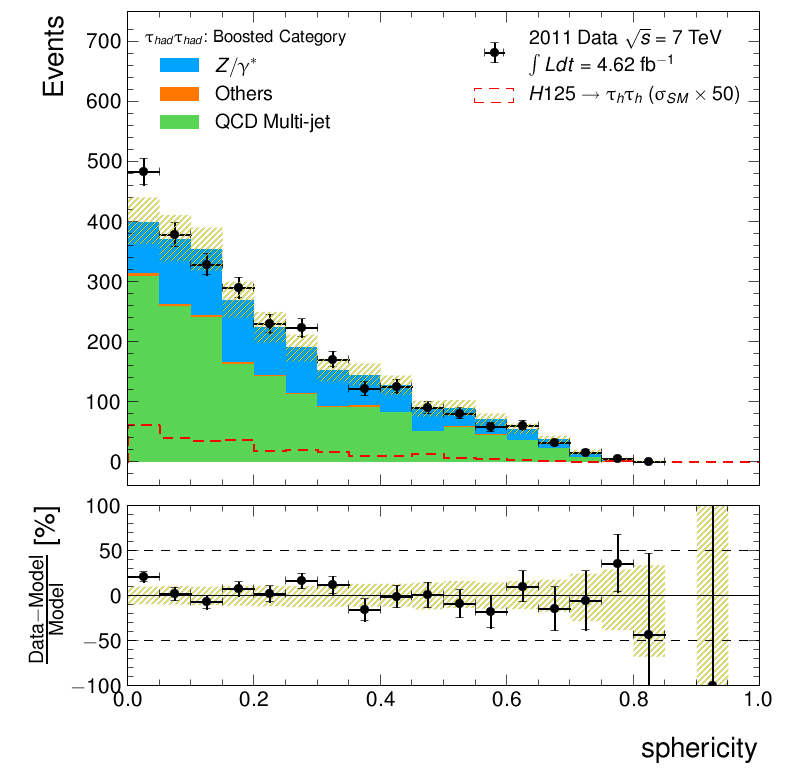 τhadτhad: Boosted Category
Z/γ*
Others
QCD Multi-jet
2011 Data √s = 7 TeV
∫ Ldt = 4.62 fb⁻¹
H125 → τhτh (σSM × 50)
Events
700
600
500
400
300
200
100
0
Data−Model
Model
[%]
100
50
0
−50
−100
0.0 0.2 0.4 0.6 0.8 1.0
sphericity